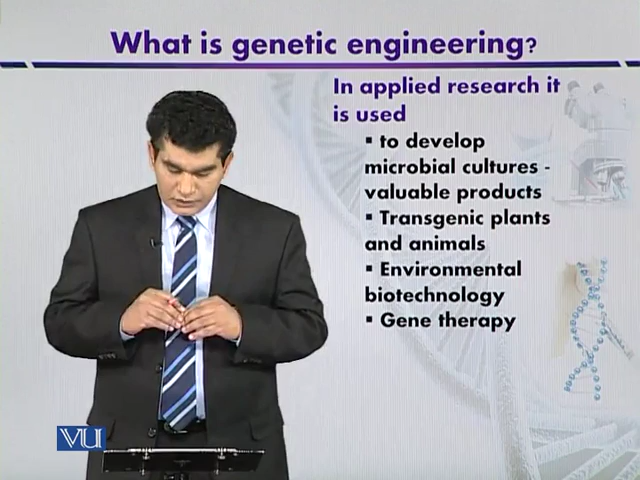 What is genetic engineering?
In applied research it
is used
▪ to develop
microbial cultures -
valuable products
▪ Transgenic plants
and animals
▪ Environmental
biotechnology
▪ Gene therapy
VU